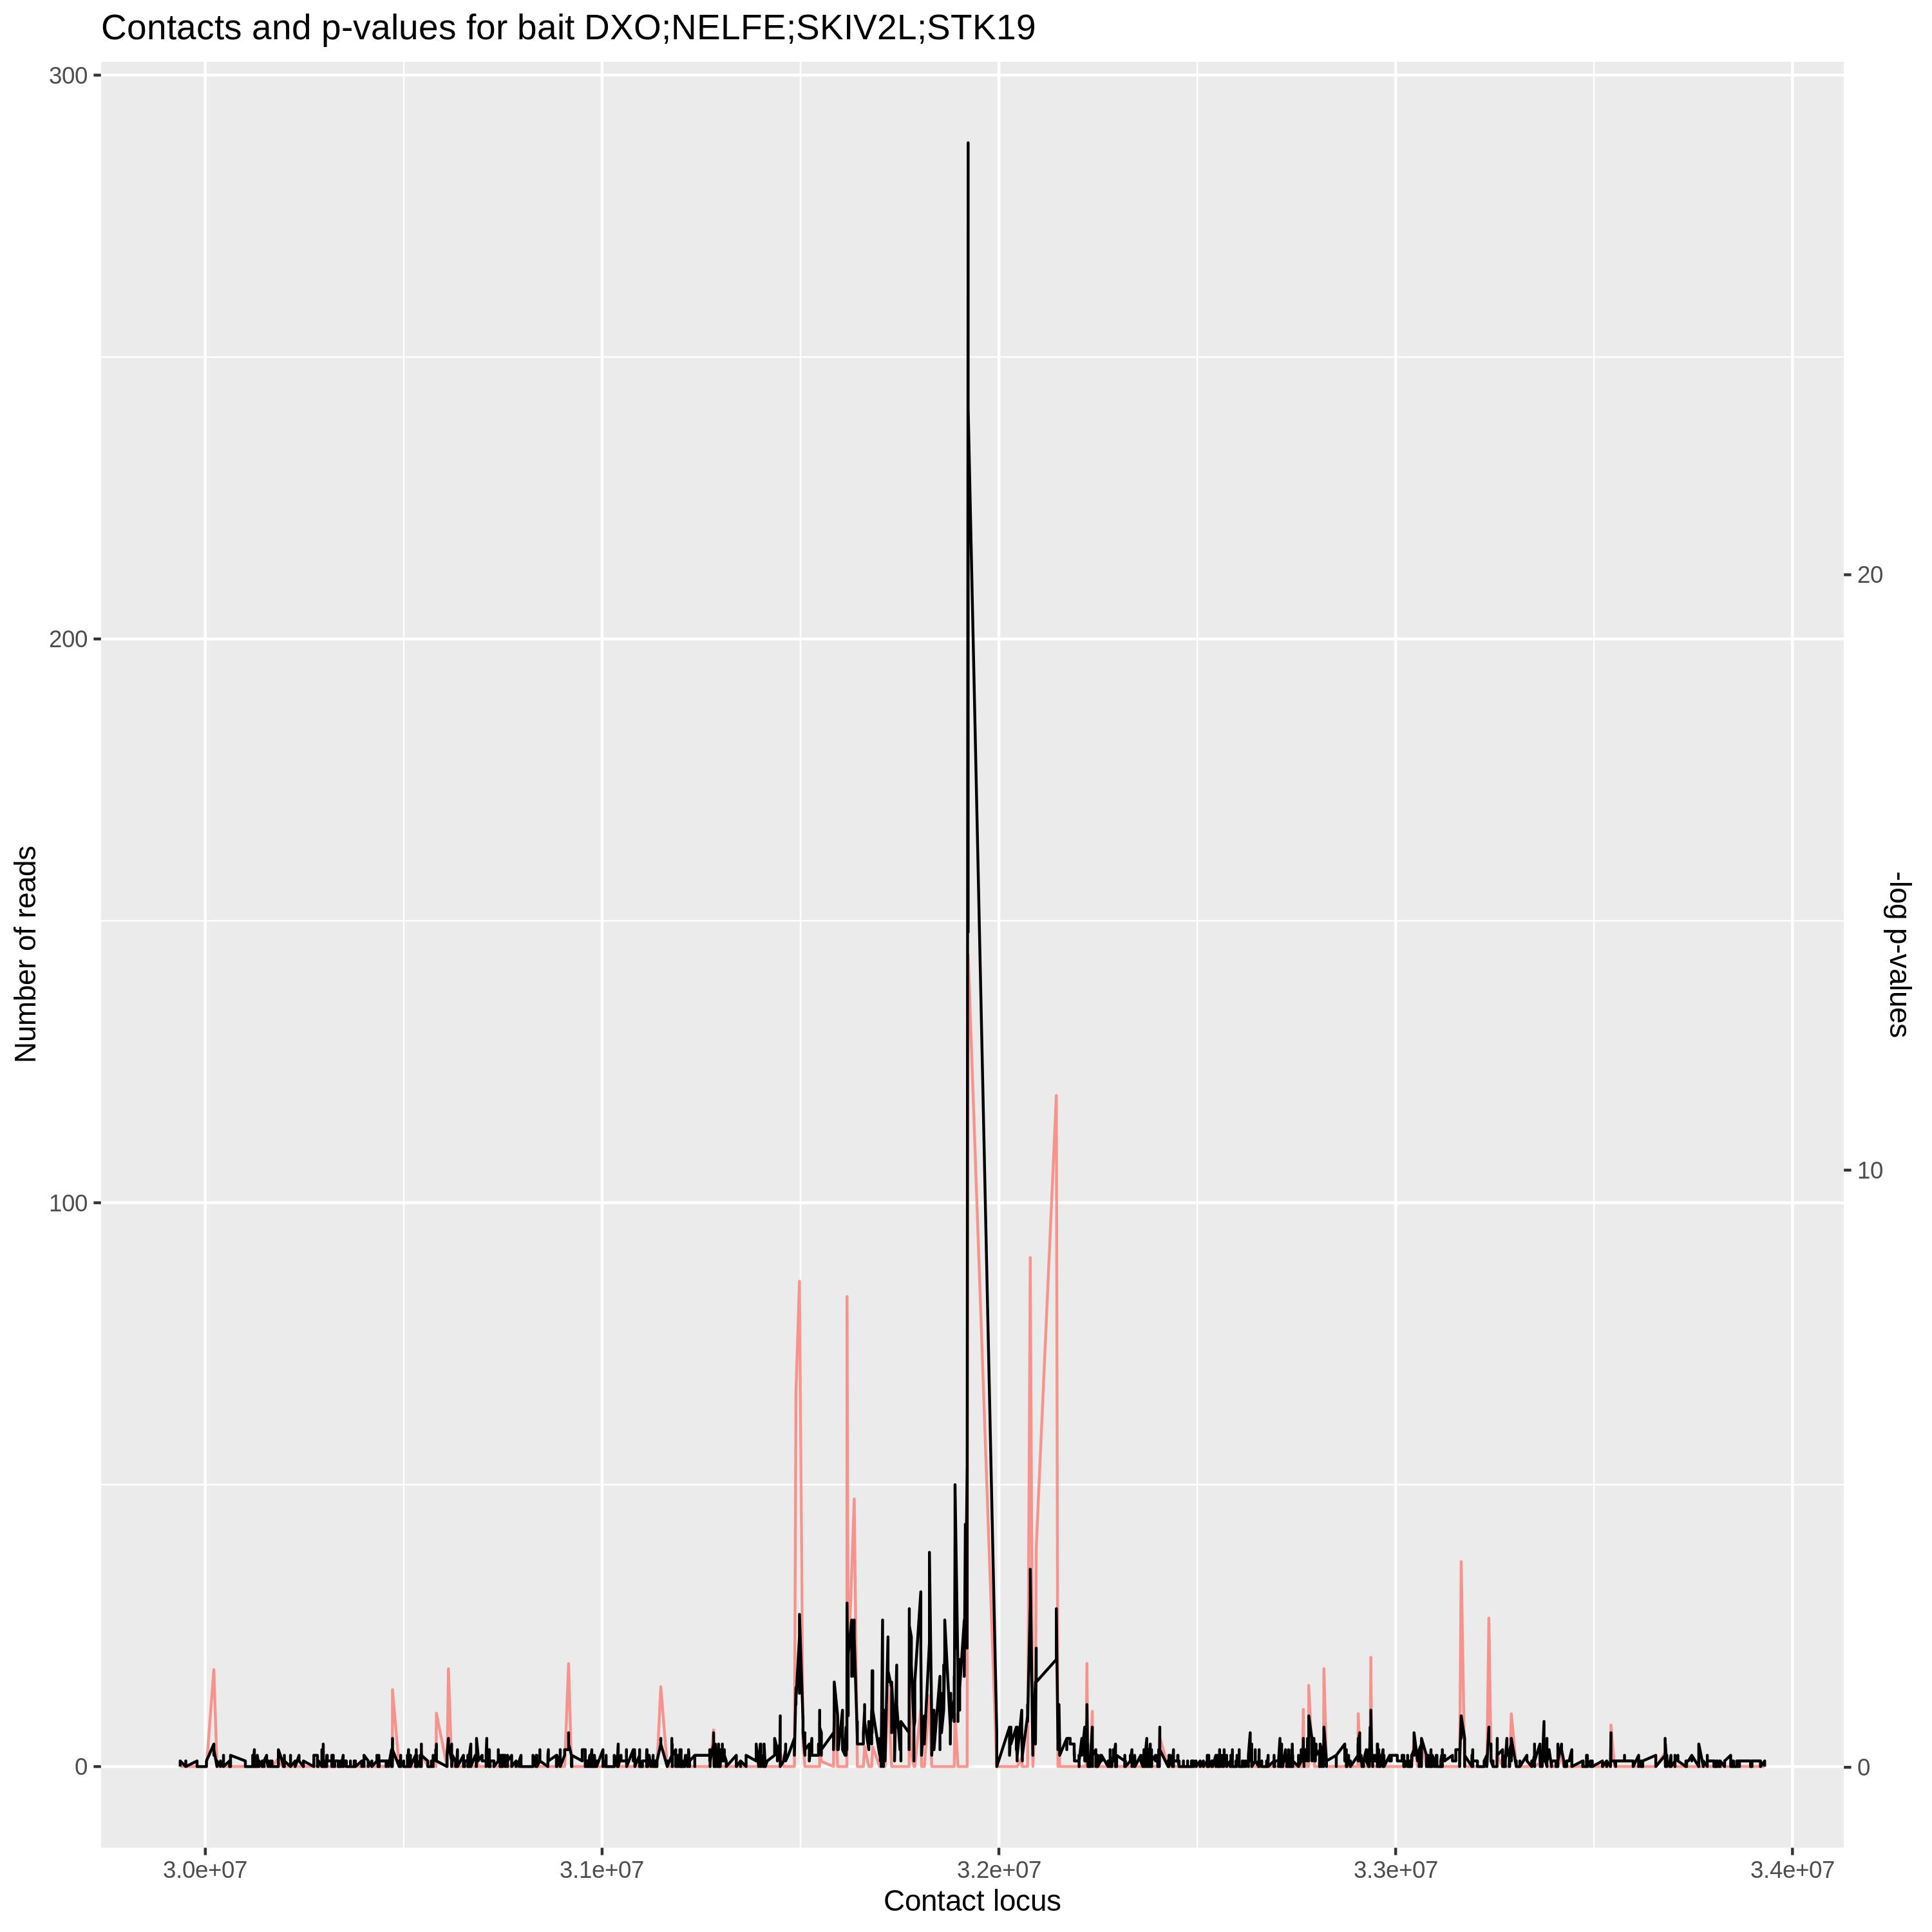 Contacts and p-values for bait DXO;NELFE;SKIV2L;STK19
300
200
100
0
Number of reads
20
10
0
-log p-values
3.0e+07 3.1e+07 3.2e+07 3.3e+07 3.4e+07
Contact locus